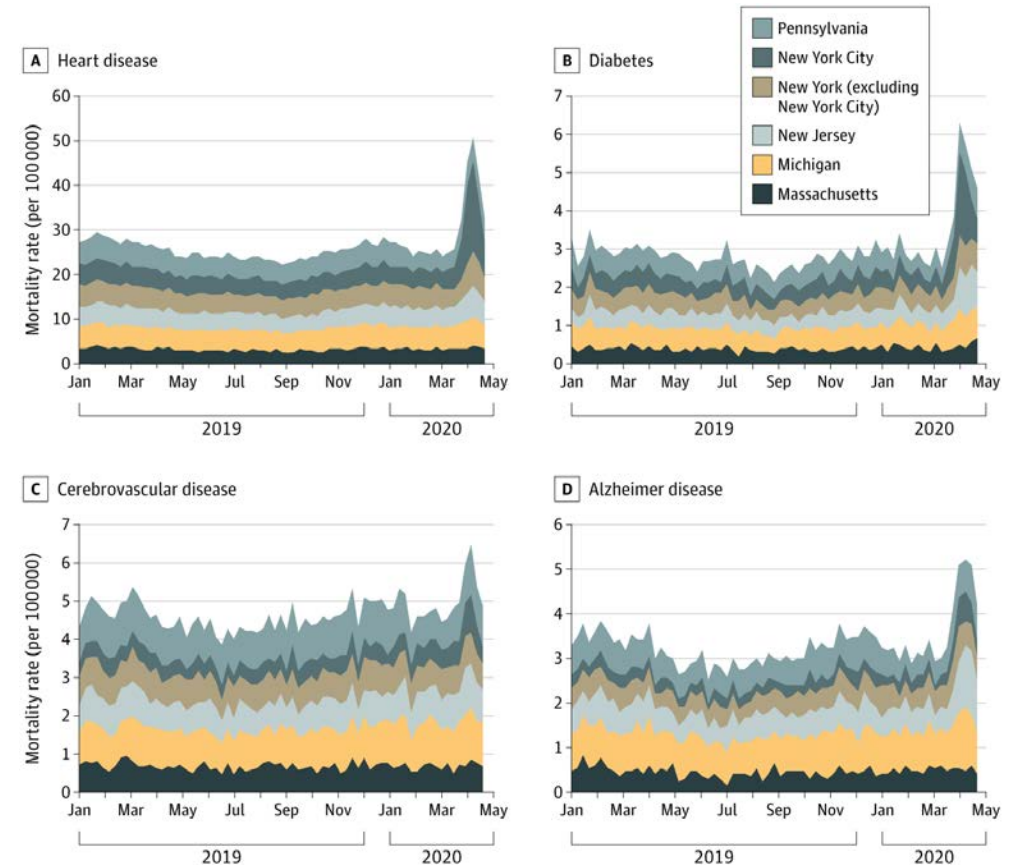 Pennsylvania
New York City
New York (excluding
New York City)
New Jersey
Michigan
Massachusetts
A Heart disease
Mortality rate (per 100 000)
60
50
40
30
20
10
0
Jan Mar May Jul Sep Nov Jan Mar May
2019 2020
B Diabetes
7
6
5
4
3
2
1
0
Jan Mar May Jul Sep Nov Jan Mar May
2019 2020
C Cerebrovascular disease
Mortality rate (per 100 000)
7
6
5
4
3
2
1
0
Jan Mar May Jul Sep Nov Jan Mar May
2019 2020
D Alzheimer disease
6
5
4
3
2
1
0
Jan Mar May Jul Sep Nov Jan Mar May
2019 2020